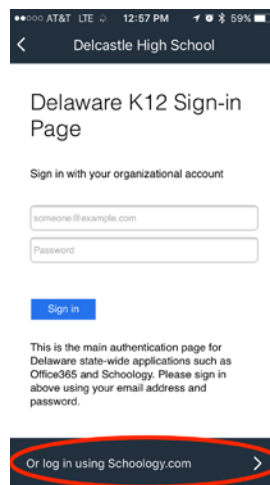 AT&T LTE 12:57 PM 59%
Delcastle High School
Delaware K12 Sign-in
Page
Sign in with your organizational account
someone@example.com
Password
Sign in
This is the main authentication page for
Delaware state-wide applications such as
Office365 and Schoology. Please sign in
above using your email address and
password.
Or log in using Schoology.com